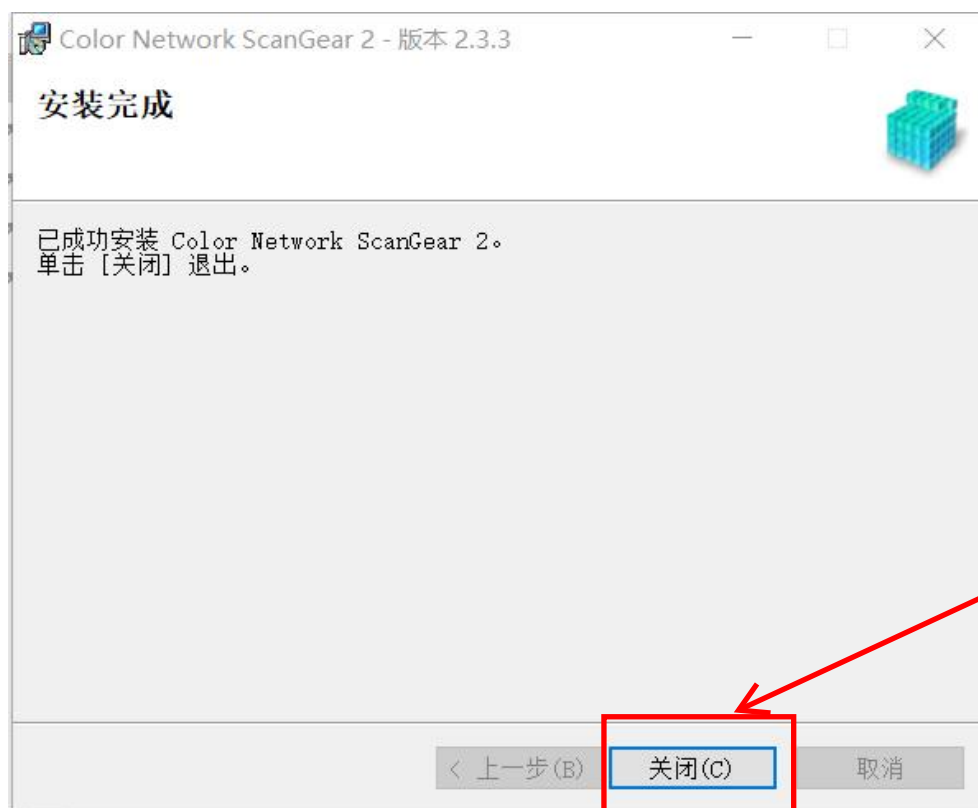 Color Network ScanGear 2 - 版本 2.3.3
安装完成
已成功安装 Color Network ScanGear 2。
单击 [关闭] 退出。
< 上一步(B)
关闭(C)
取消